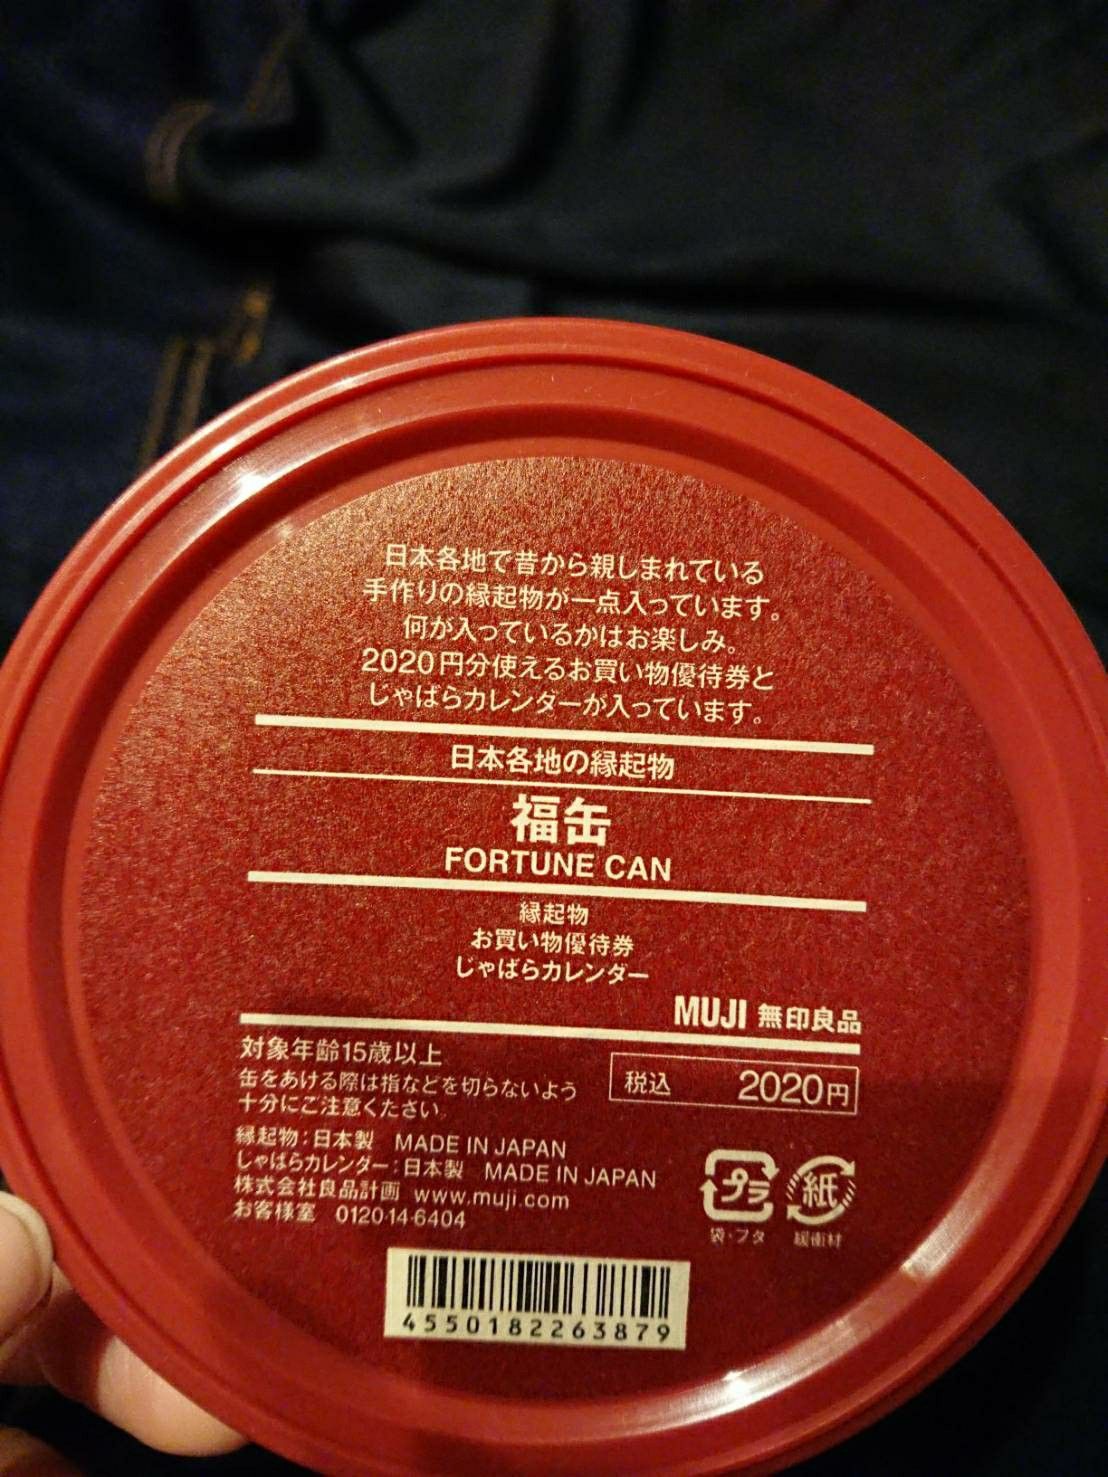 日本各地で昔から親しまれている
手作りの縁起物が一点入っています。
何が入っているかはお楽しみ。
2020円分使えるお買い物優待券と
じゃばらカレンダーが入っています。
日本各地の縁起物
福缶
FORTUNE CAN
縁起物
お買い物優待券
じゃばらカレンダー
MUJI 無印良品
対象年齢15歳以上
缶をあける際は指などを切らないよう
十分にご注意ください。
税込 2020円
縁起物：日本製 MADE IN JAPAN
じゃばらカレンダー：日本製 MADE IN JAPAN
株式会社良品計画 www.muji.com
お客様室 0120-14-6404
プラ 紙
袋・フタ 緩衝材
4550182263879